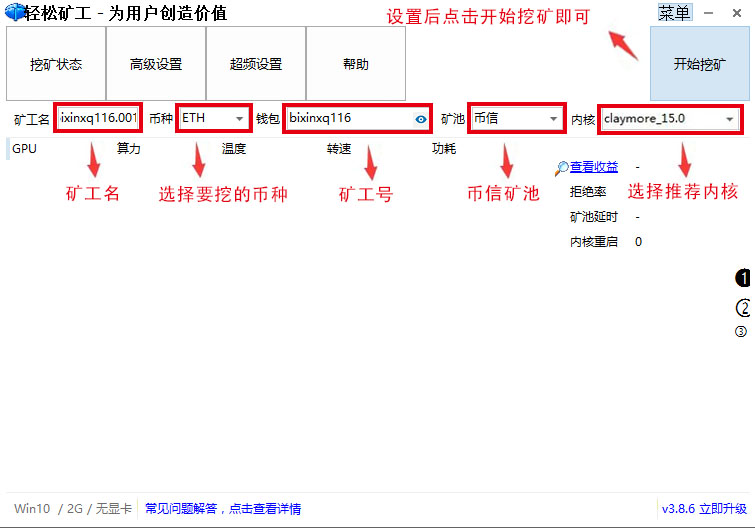 轻松矿工 - 为用户创造价值
设置后点击开始挖矿即可
菜单
挖矿状态 高级设置 超频设置 帮助 开始挖矿
矿工名 ixinxq116.001 币种 ETH 钱包 bixinxq116 矿池 币信 内核 claymore_15.0
GPU 算力 温度 转速 功耗
矿工名 选择要挖的币种 矿工号 币信矿池 选择推荐内核
查看收益 -
拒绝率
矿池延时 -
内核重启 0
❶
②
③
Win10 / 2G / 无显卡 常见问题解答，点击查看详情 v3.8.6 立即升级